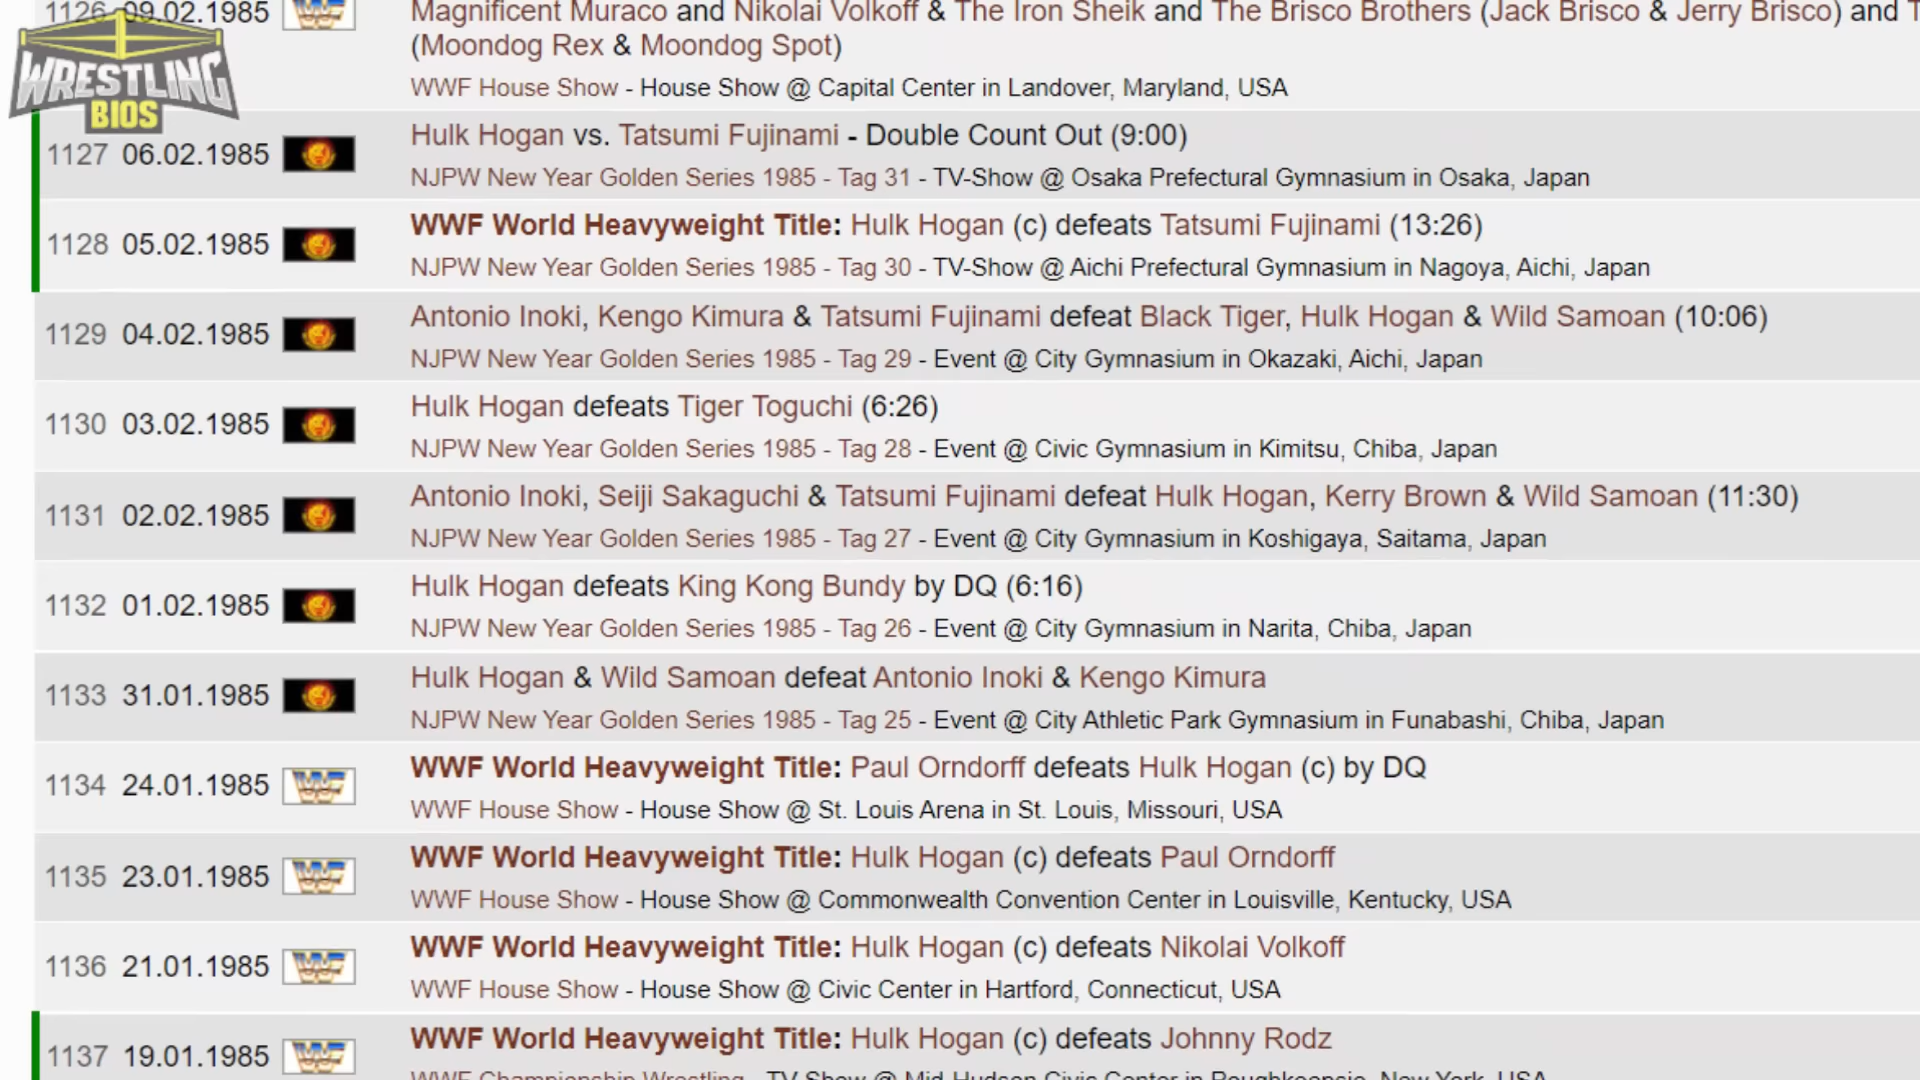 1126 09.02.1985
Magnificent Muraco and Nikolai Volkoff & The Iron Sheik and The Brisco Brothers (Jack Brisco & Jerry Brisco) and
(Moondog Rex & Moondog Spot)
WWF House Show - House Show @ Capital Center in Landover, Maryland, USA
WRESTLING
BIOS
1127 06.02.1985
Hulk Hogan vs. Tatsumi Fujinami - Double Count Out (9:00)
NJPW New Year Golden Series 1985 - Tag 31 - TV-Show @ Osaka Prefectural Gymnasium in Osaka, Japan
1128 05.02.1985
WWF World Heavyweight Title: Hulk Hogan (c) defeats Tatsumi Fujinami (13:26)
NJPW New Year Golden Series 1985 - Tag 30 - TV-Show @ Aichi Prefectural Gymnasium in Nagoya, Aichi, Japan
1129 04.02.1985
Antonio Inoki, Kengo Kimura & Tatsumi Fujinami defeat Black Tiger, Hulk Hogan & Wild Samoan (10:06)
NJPW New Year Golden Series 1985 - Tag 29 - Event @ City Gymnasium in Okazaki, Aichi, Japan
1130 03.02.1985
Hulk Hogan defeats Tiger Toguchi (6:26)
NJPW New Year Golden Series 1985 - Tag 28 - Event @ Civic Gymnasium in Kimitsu, Chiba, Japan
1131 02.02.1985
Antonio Inoki, Seiji Sakaguchi & Tatsumi Fujinami defeat Hulk Hogan, Kerry Brown & Wild Samoan (11:30)
NJPW New Year Golden Series 1985 - Tag 27 - Event @ City Gymnasium in Koshigaya, Saitama, Japan
1132 01.02.1985
Hulk Hogan defeats King Kong Bundy by DQ (6:16)
NJPW New Year Golden Series 1985 - Tag 26 - Event @ City Gymnasium in Narita, Chiba, Japan
1133 31.01.1985
Hulk Hogan & Wild Samoan defeat Antonio Inoki & Kengo Kimura
NJPW New Year Golden Series 1985 - Tag 25 - Event @ City Athletic Park Gymnasium in Funabashi, Chiba, Japan
1134 24.01.1985
WWF World Heavyweight Title: Paul Orndorff defeats Hulk Hogan (c) by DQ
WWF House Show - House Show @ St. Louis Arena in St. Louis, Missouri, USA
1135 23.01.1985
WWF World Heavyweight Title: Hulk Hogan (c) defeats Paul Orndorff
WWF House Show - House Show @ Commonwealth Convention Center in Louisville, Kentucky, USA
1136 21.01.1985
WWF World Heavyweight Title: Hulk Hogan (c) defeats Nikolai Volkoff
WWF House Show - House Show @ Civic Center in Hartford, Connecticut, USA
1137 19.01.1985
WWF World Heavyweight Title: Hulk Hogan (c) defeats Johnny Rodz
WWF Championship Wrestling - TV-Show @ Mid-Hudson Civic Center in Poughkeepsie, New York, USA